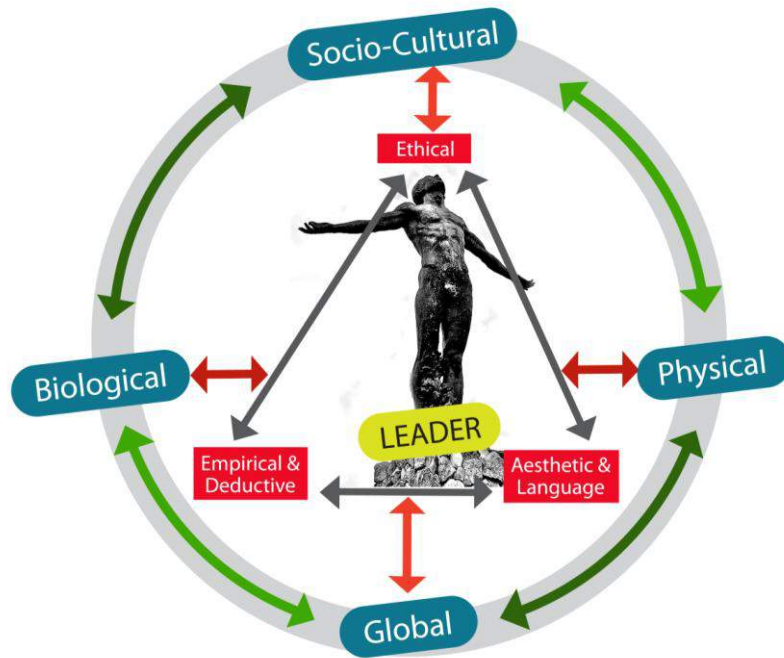 Socio-Cultural
Ethical
Biological
Physical
LEADER
Empirical &
Deductive
Aesthetic &
Language
Global